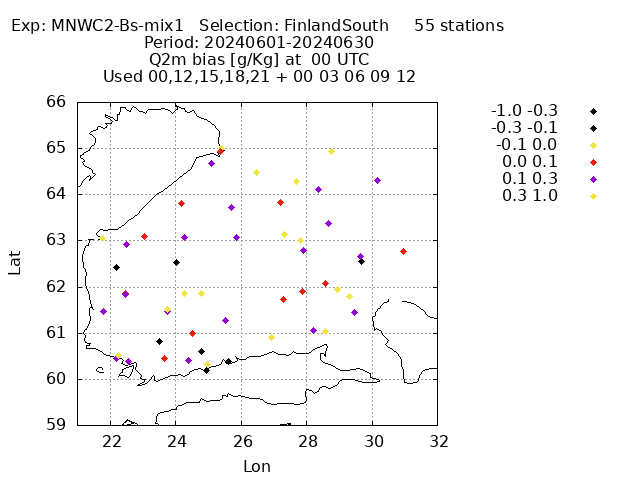 Exp: MNWC2-Bs-mix1 Selection: FinlandSouth 55 stations
Period: 20240601-20240630
Q2m bias [g/Kg] at 00 UTC
Used 00,12,15,18,21 + 00 03 06 09 12
-1.0 -0.3
-0.3 -0.1
-0.1 0.0
0.0 0.1
0.1 0.3
0.3 1.0
66
65
64
63
62
61
60
59
Lat
22 24 26 28 30 32
Lon